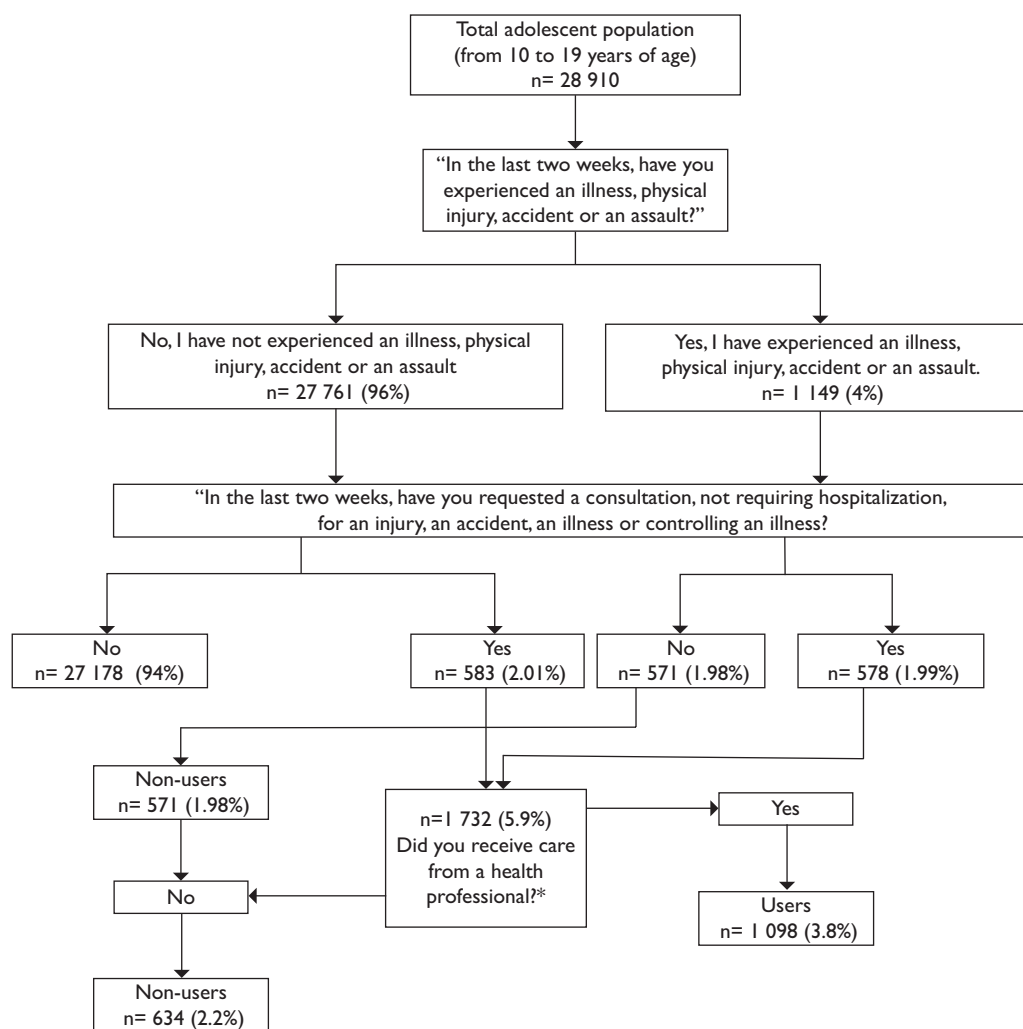 Total adolescent population
(from 10 to 19 years of age)
n= 28 910
“In the last two weeks, have you
experienced an illness, physical
injury, accident or an assault?”
No, I have not experienced an illness, physical
injury, accident or an assault
n= 27 761 (96%)
Yes, I have experienced an illness,
physical injury, accident or an assault.
n= 1 149 (4%)
“In the last two weeks, have you requested a consultation, not requiring hospitalization,
for an injury, an accident, an illness or controlling an illness?
No
n= 27 178 (94%)
Yes
n= 583 (2.01%)
No
n= 571 (1.98%)
Yes
n= 578 (1.99%)
Non-users
n= 571 (1.98%)
n=1 732 (5.9%)
Did you receive care
from a health
professional?*
Yes
No
Users
n= 1 098 (3.8%)
Non-users
n= 634 (2.2%)